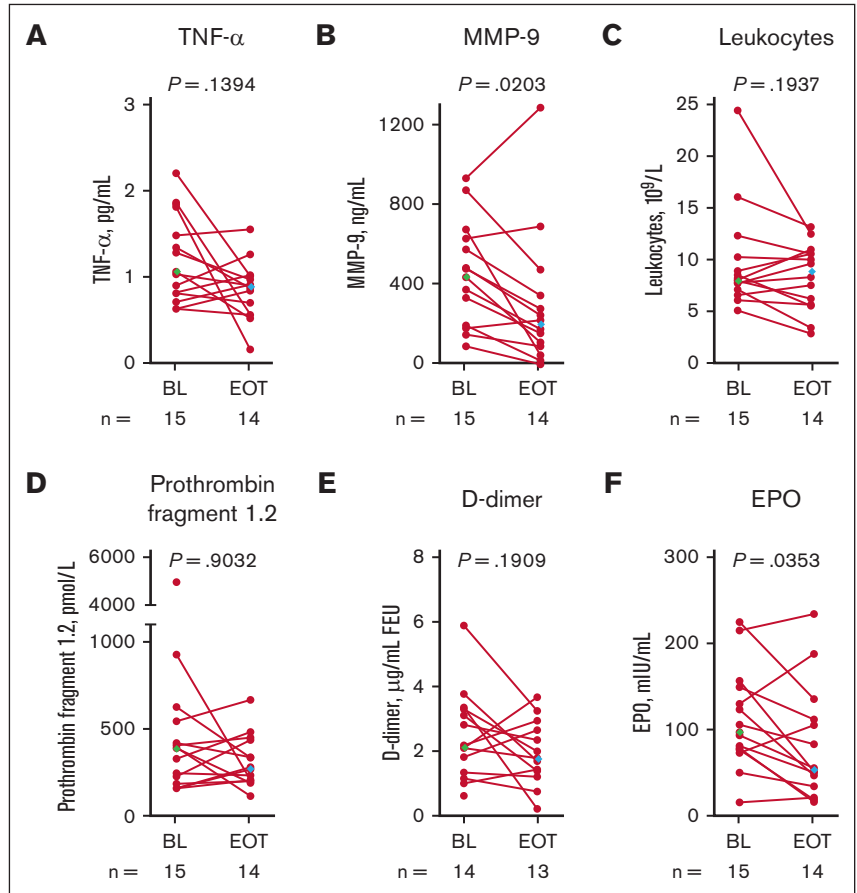 A TNF-α
P = .1394
TNF-α, pg/mL
3
2
1
0
BL EOT
n = 15 14
B MMP-9
P = .0203
MMP-9, ng/mL
1200
800
400
0
BL EOT
n = 15 14
C Leukocytes
P = .1937
Leukocytes, 10⁹/L
25
20
15
10
5
0
BL EOT
n = 15 14
D Prothrombin
fragment 1.2
P = .9032
Prothrombin fragment 1.2, pmol/L
6000
4000
1000
500
0
BL EOT
n = 15 14
E D-dimer
P = .1909
D-dimer, μg/mL FEU
8
6
4
2
0
BL EOT
n = 14 13
F EPO
P = .0353
EPO, mIU/mL
300
200
100
0
BL EOT
n = 15 14